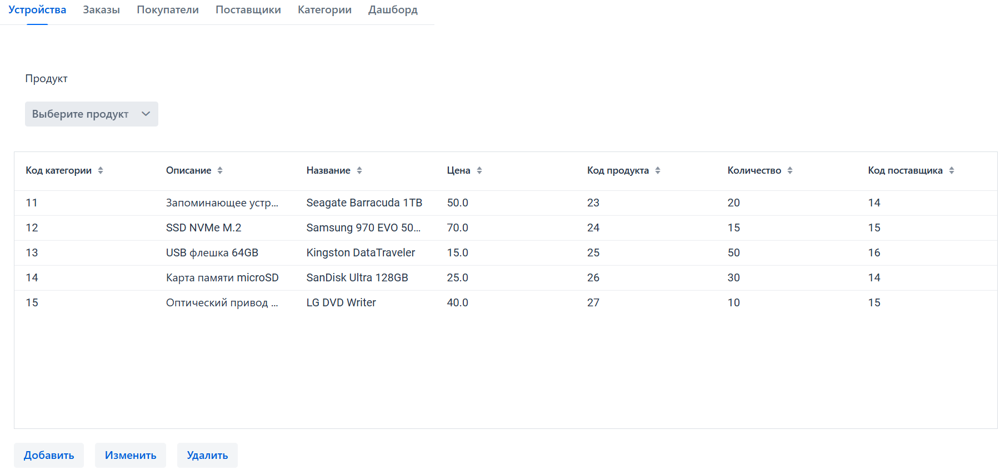 Устройства Заказы Покупатели Поставщики Категории Дашборд
Продукт
Выберите продукт
Код категории Описание Название Цена Код продукта Количество Код поставщика
11 Запоминающее устр... Seagate Barracuda 1TB 50.0 23 20 14
12 SSD NVMe M.2 Samsung 970 EVO 50... 70.0 24 15 15
13 USB флешка 64GB Kingston DataTraveler 15.0 25 50 16
14 Карта памяти microSD SanDisk Ultra 128GB 25.0 26 30 14
15 Оптический привод ... LG DVD Writer 40.0 27 10 15
Добавить Изменить Удалить